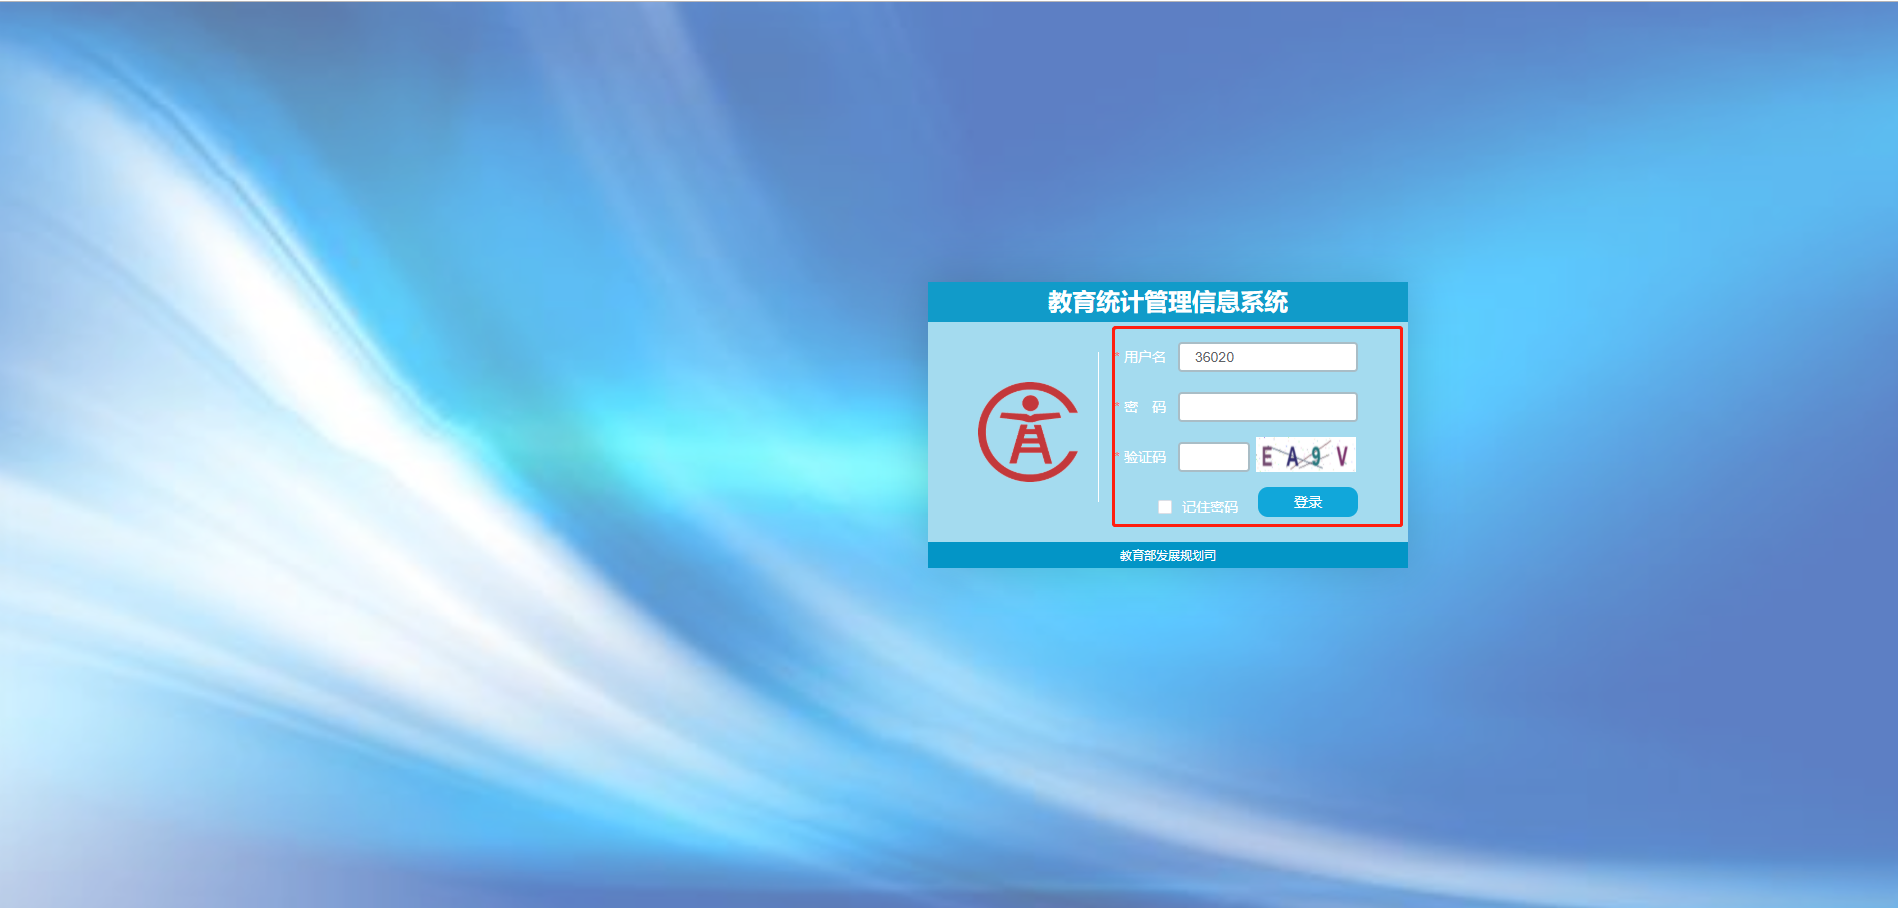 教育统计管理信息系统
* 用户名 36020
* 密 码
* 验证码 EA9V
记住密码 登录
教育部发展规划司